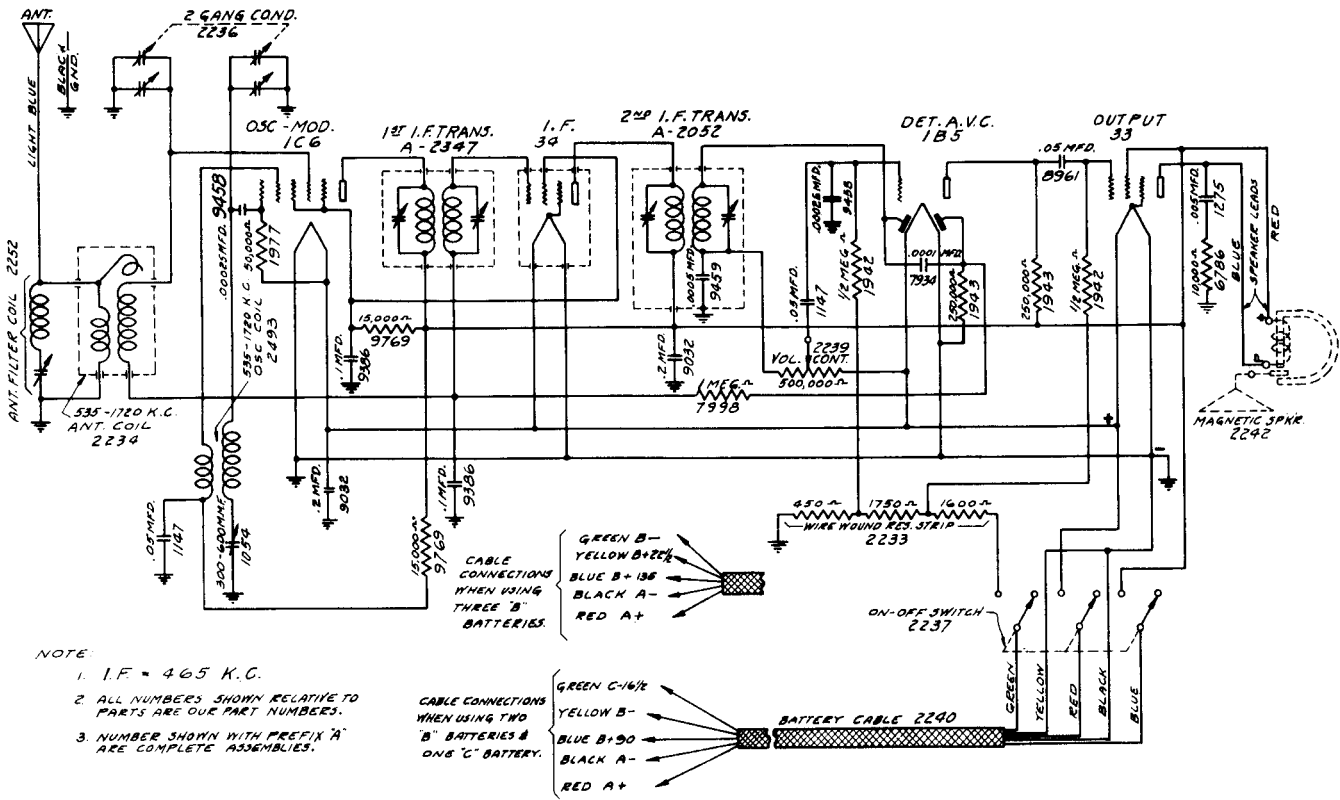 ANT.
2 GANG COND.
2236
BLACK
GND.
LIGHT BLUE
OSC-MOD.
1C6
1ST I.F. TRANS.
A-2347
I.F.
34
2ND I.F. TRANS.
A-2052
DET. A.V.C.
1B5
OUTPUT
33
.05 MFD.
8961
9458
.00025 MFD.
50,000Ω
1977
.00025 MFD.
9458
1/2 MEG Ω
1942
.0001 MFD.
7934
250,000Ω
1943
250,000Ω
1943
1/2 MEG. Ω
1942
.005 MFD.
1275
10,000Ω
6786
BLUE
SPEAKER LEADS
RED
ANT. FILTER COIL 2252
535-1720 K.C.
OSC COIL
2493
.0005 MFD.
9459
.03 MFD.
1147
15,000Ω
9769
.1 MFD.
9386
.2 MFD.
9032
2239
VOL. CONT.
500,000Ω
1 MEG Ω
7998
535-1720 K.C.
ANT. COIL
2234
MAGNETIC SPKR.
2242
+
-
.05 MFD.
1147
300-600 M.M.F.
1054
.2 MFD.
9032
15,000Ω
9769
.1 MFD.
9386
450Ω
1750Ω
1600Ω
WIRE WOUND RES. STRIP
2233
CABLE
CONNECTIONS
WHEN USING
THREE "B"
BATTERIES.
GREEN B-
YELLOW B+22½
BLUE B+136
BLACK A-
RED A+
ON-OFF SWITCH
2237
GREEN
YELLOW
RED
BLACK
BLUE
NOTE:
1. I.F. = 465 K.C.
2. ALL NUMBERS SHOWN RELATIVE TO
PARTS ARE OUR PART NUMBERS.
3. NUMBER SHOWN WITH PREFIX "A"
ARE COMPLETE ASSEMBLIES.
CABLE CONNECTIONS
WHEN USING TWO
"B" BATTERIES &
ONE "C" BATTERY.
GREEN C-16½
YELLOW B-
BLUE B+90
BLACK A-
RED A+
BATTERY CABLE 2240